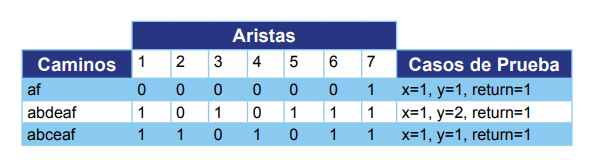 Aristas
Caminos 1 2 3 4 5 6 7 Casos de Prueba
af 0 0 0 0 0 0 1 x=1, y=1, return=1
abdeaf 1 0 1 0 1 1 1 x=1, y=2, return=1
abceaf 1 1 0 1 0 1 1 x=1, y=1, return=1